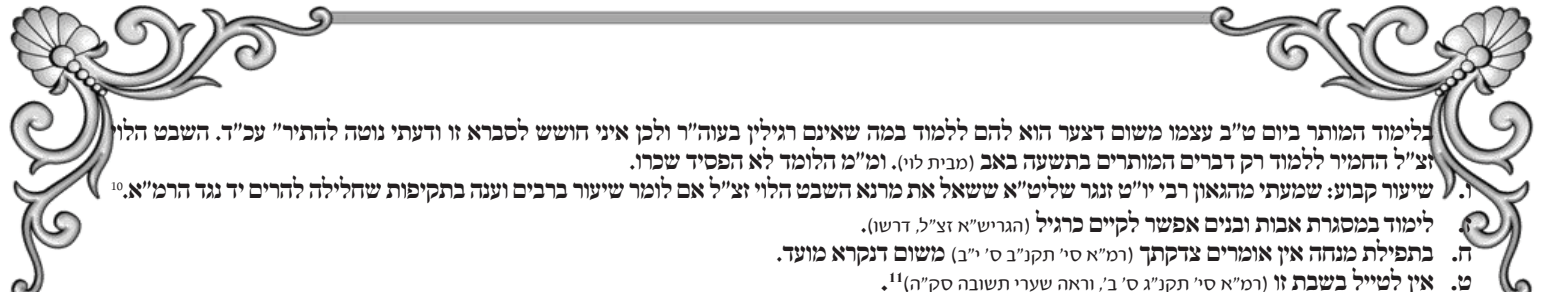 בלימוד המותר ביום ט"ב עצמו משום דצער הוא להם ללמוד במה שאינם רגילין בעוה"ר ולכן איני חושש לסברא זו ודעתי נוטה להתיר" עכ"ד. השבט הלוי
זצ"ל החמיר ללמוד רק דברים המותרים בתשעה באב (מבית לוי). ומ"מ הלומד לא הפסיד שכרו.
ו. שיעור קבוע: שמעתי מהגאון רבי יו"ט זנגר שליט"א ששאל את מרנא השבט הלוי זצ"ל אם לומר שיעור ברבים וענה בתקיפות שחלילה להרים יד נגד הרמ"א.10
ז. לימוד במסגרת אבות ובנים אפשר לקיים כרגיל (הגריש"א זצ"ל, דרשו).
ח. בתפילת מנחה אין אומרים צדקתך (רמ"א סי' תקנ"ב ס' י"ב) משום דנקרא מועד.
ט. אין לטייל בשבת זו (רמ"א סי' תקנ"ג ס' ב', וראה שערי תשובה סק"ה)11.